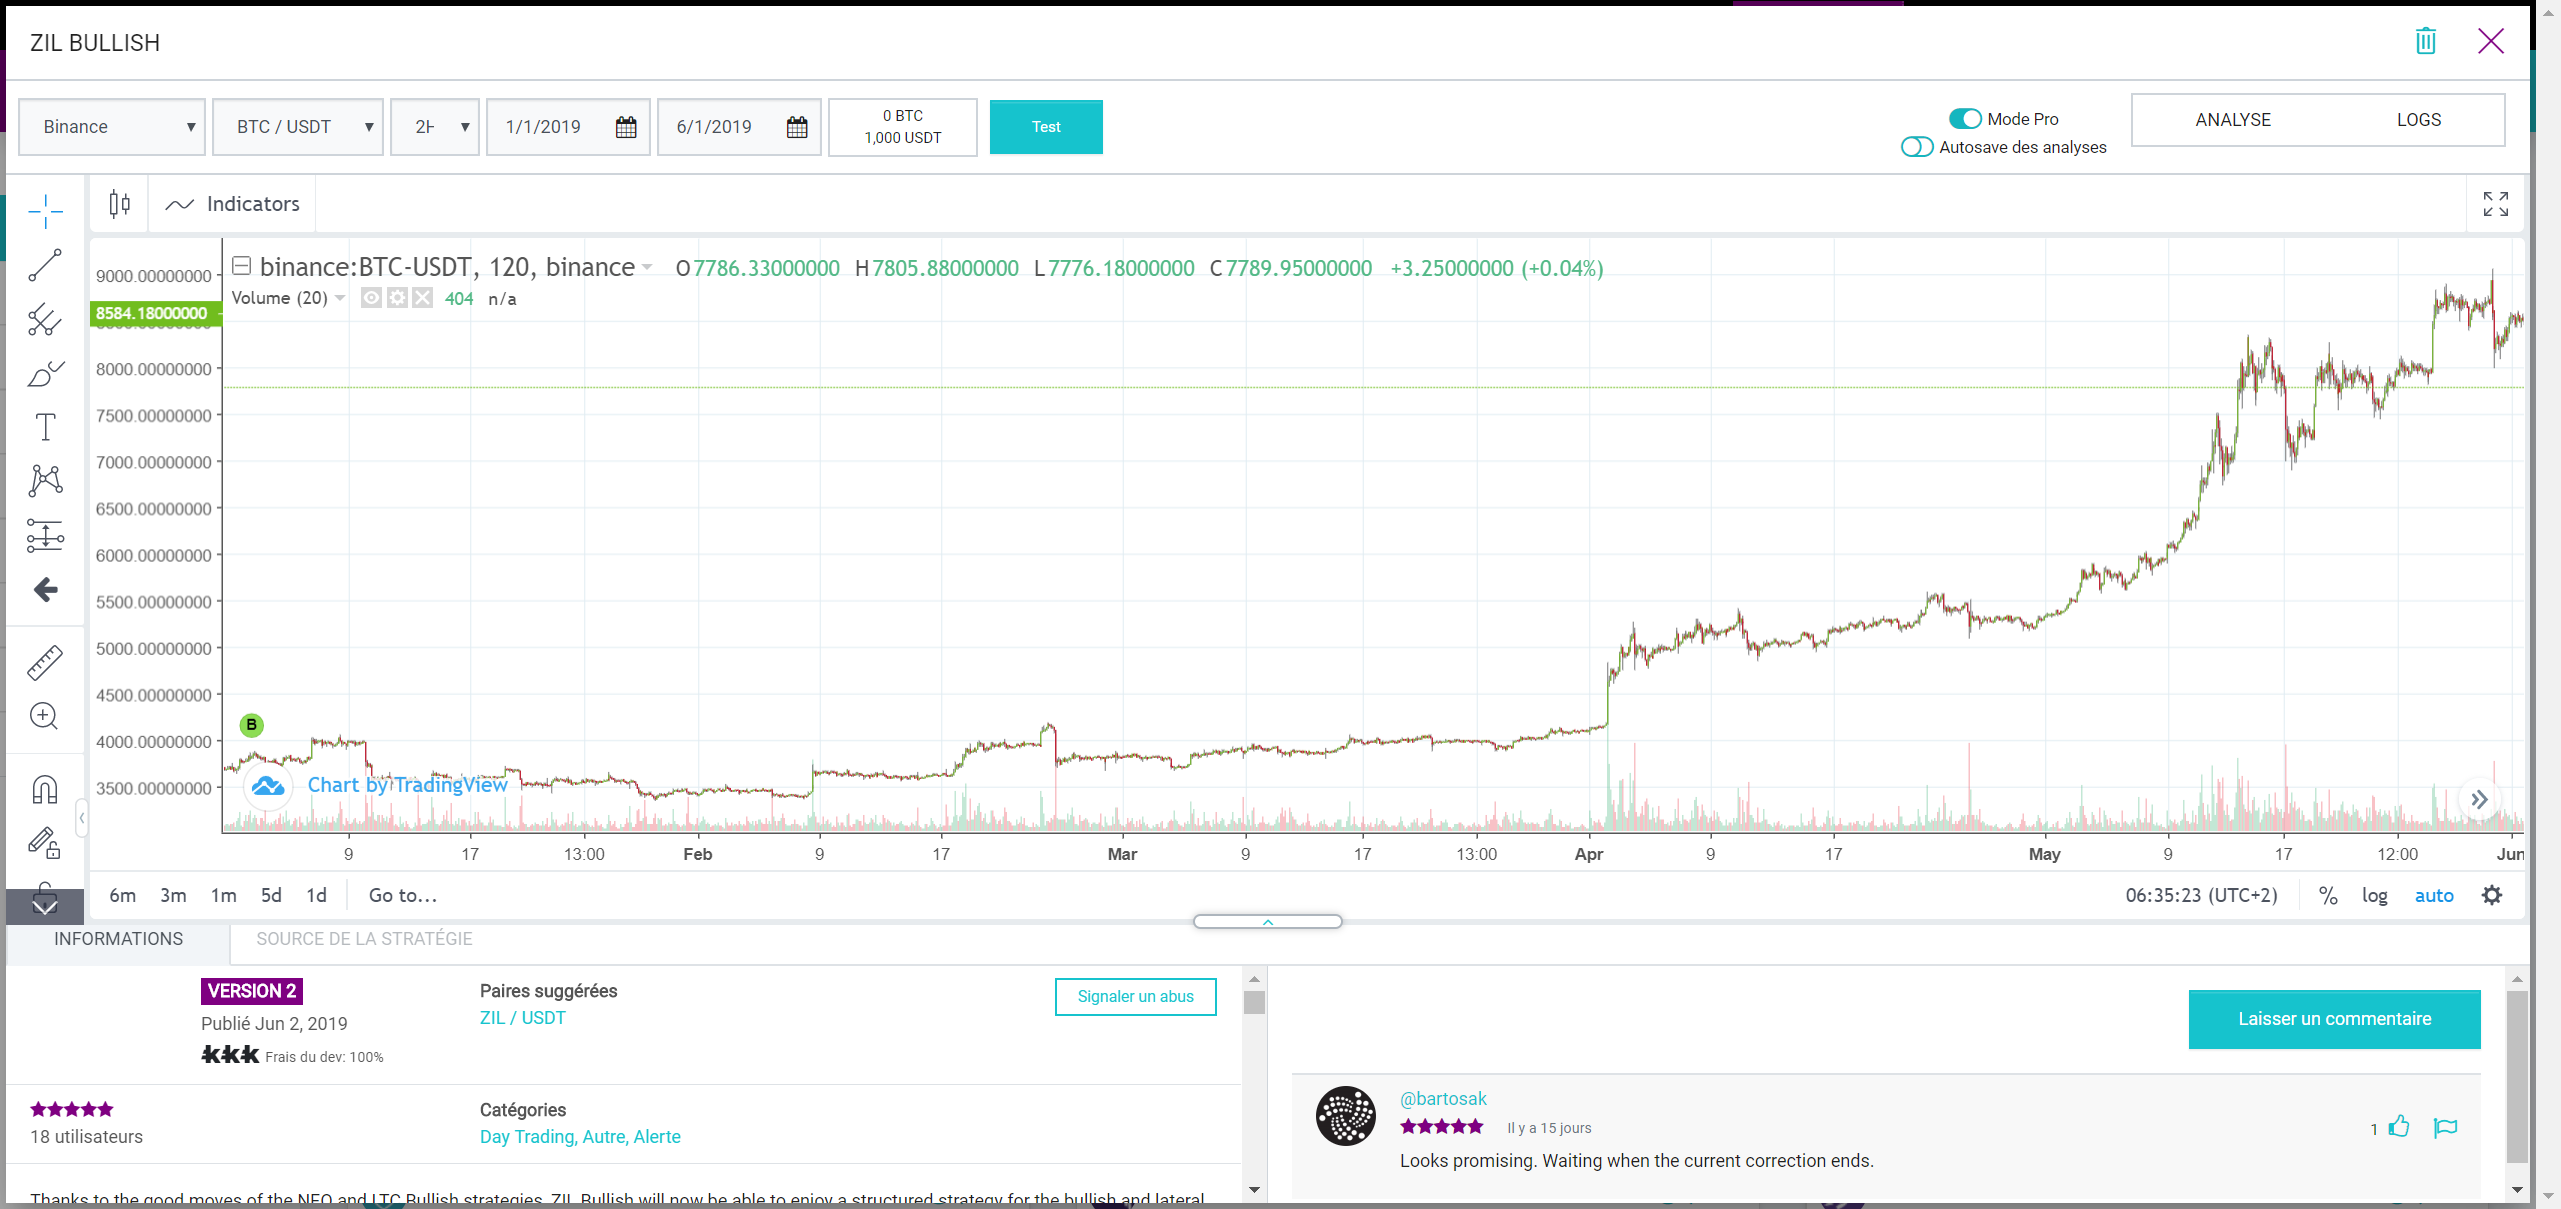 ZIL BULLISH
Binance
BTC / USDT
1/1/2019
6/1/2019
0 BTC
1,000 USDT
Test
Mode Pro
Autosave des analyses
ANALYSE
LOGS
Indicators
binance:BTC-USDT, 120, binance O7786.33000000 H7805.88000000 L7776.18000000 C7789.95000000 +3.25000000 (+0.04%)
Volume (20) 404 n/a
9000.00000000
8584.18000000
8000.00000000
7500.00000000
7000.00000000
6500.00000000
6000.00000000
5500.00000000
5000.00000000
4500.00000000
4000.00000000
3500.00000000
B
Chart by TradingView
9 17 13:00 Feb 9 17 Mar 9 17 13:00 Apr 9 17 May 9 17 12:00 Jun
6m 3m 1m 5d 1d Go to...
06:35:23 (UTC+2) % log auto
INFORMATIONS
SOURCE DE LA STRATÉGIE
VERSION 2
Publié Jun 2, 2019
Frais du dev: 100%
Paires suggérées
ZIL / USDT
Signaler un abus
18 utilisateurs
Catégories
Day Trading, Autre, Alerte
Thanks to the good moves of the NEO and LTC Bullish strategies, ZIL Bullish will now be able to enjoy a structured strategy for the bullish and lateral
Laisser un commentaire
@bartosak
Il y a 15 jours
1
Looks promising. Waiting when the current correction ends.